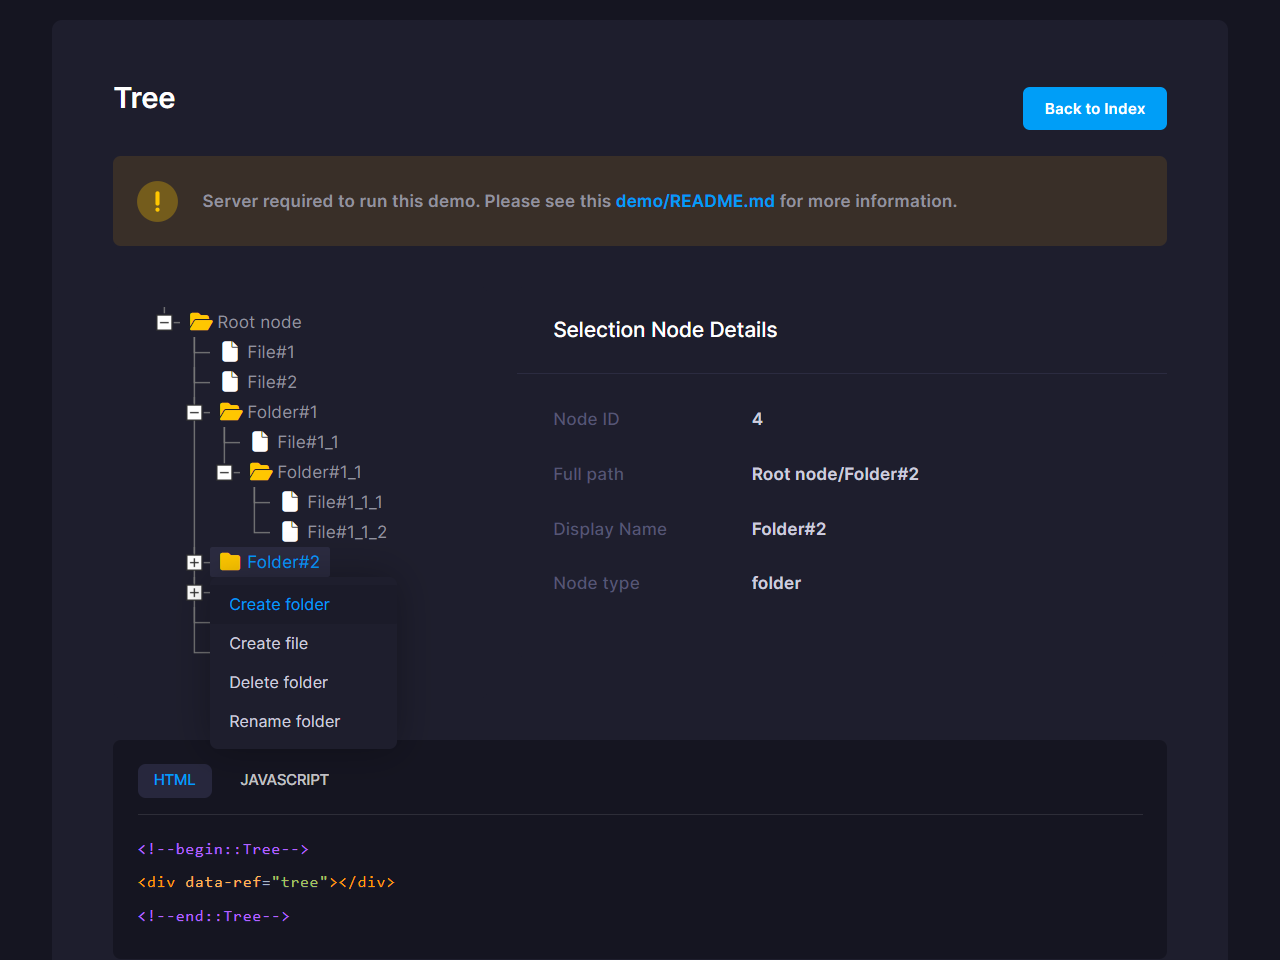 Tree
Back to Index
Server required to run this demo. Please see this demo/README.md for more information.
Root node
File#1
File#2
Folder#1
File#1_1
Folder#1_1
File#1_1_1
File#1_1_2
Folder#2
Create folder
Create file
Delete folder
Rename folder
Selection Node Details
Node ID 4
Full path Root node/Folder#2
Display Name Folder#2
Node type folder
HTML JAVASCRIPT
<!--begin::Tree-->
<div data-ref="tree"></div>
<!--end::Tree-->